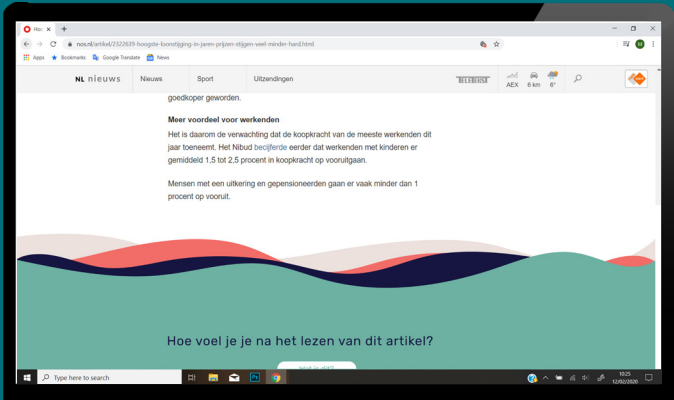 nos.nl/artikel/2322639-hoogste-loonstijging-in-jaren-prijzen-stijgen-veel-minder-hard.html
Apps Bookmarks Google Translate News
NL nieuws Nieuws Sport Uitzendingen TELETEKST AEX 6 km 6°
goedkoper geworden.
Meer voordeel voor werkenden
Het is daarom de verwachting dat de koopkracht van de meeste werkenden dit
jaar toeneemt. Het Nibud becijferde eerder dat werkenden met kinderen er
gemiddeld 1,5 tot 2,5 procent in koopkracht op vooruitgaan.
Mensen met een uitkering en gepensioneerden gaan er vaak minder dan 1
procent op vooruit.
Hoe voel je je na het lezen van dit artikel?
Wat is dit?
Type here to search
10:25
12/02/2020